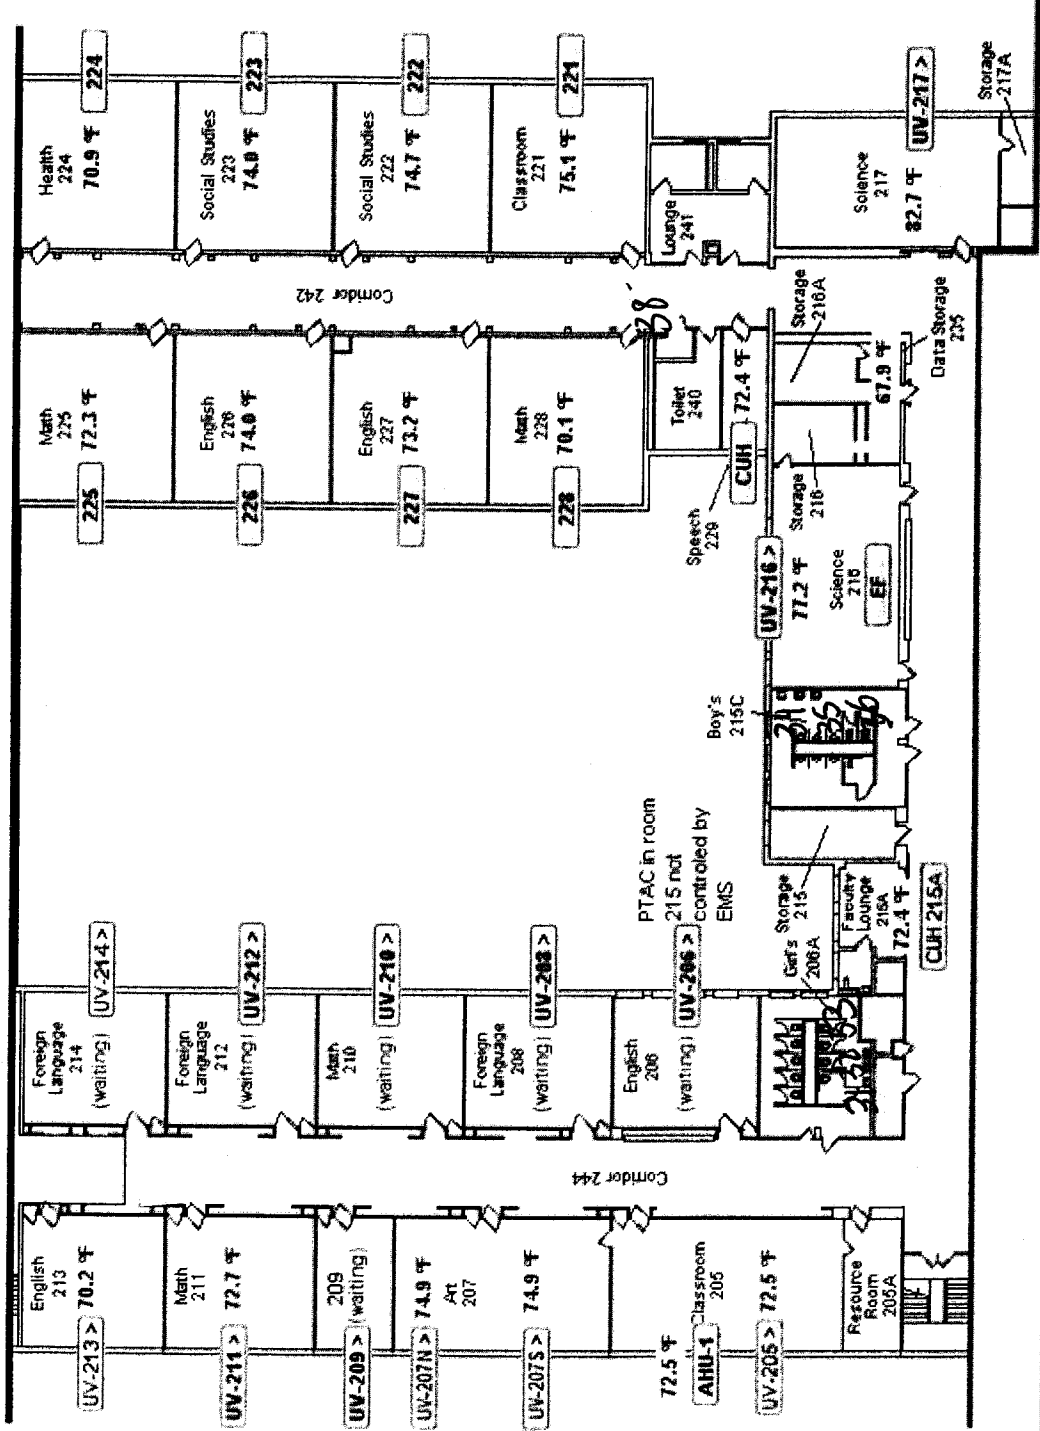 224
Health
224
70.9 °F
223
Social Studies
223
74.0 °F
222
Social Studies
222
74.7 °F
221
Classroom
221
75.1 °F
Lounge
241
UV-217 >
Science
217
82.7 °F
Storage
217A
Corridor 242
38
Math
225
72.3 °F
225
English
226
74.0 °F
226
English
227
73.2 °F
227
Math
228
70.1 °F
228
Toilet
240
72.4 °F
CUH
Speech
229
Storage
216A
67.9 °F
Data Storage
235
Storage
216
UV-216 >
77.2 °F
Science
216
EF
Boy's
215C
PTAC in room
215 not
controled by
EMS
Storage
215
Faculty
Lounge
215A
72.4 °F
CUH 215A
Girl's
206A
UV-214 >
Foreign
Language
214
(waiting)
UV-212 >
Foreign
Language
212
(waiting)
UV-210 >
Math
210
(waiting)
UV-208 >
Foreign
Language
208
(waiting)
UV-206 >
English
206
(waiting)
Corridor 244
English
213
70.2 °F
UV-213 >
Math
211
72.7 °F
UV-211 >
209
(waiting)
UV-209 >
74.9 °F
UV-207N >
Art
207
74.9 °F
UV-207S >
72.5 °F
AHU-1
Classroom
205
72.5 °F
UV-205 >
Resource
Room
205A